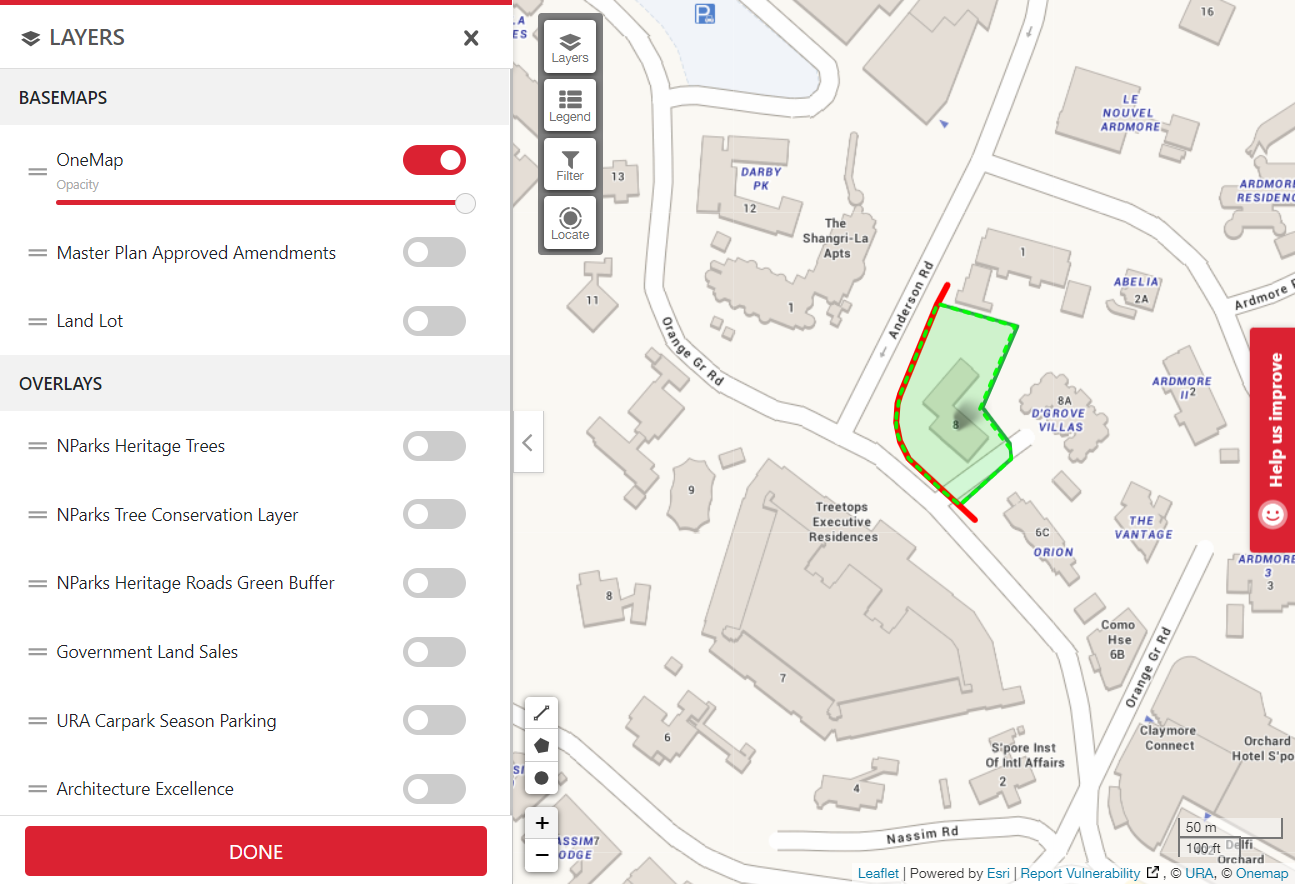 LAYERS
BASEMAPS
OneMap
Opacity
Master Plan Approved Amendments
Land Lot
OVERLAYS
NParks Heritage Trees
NParks Tree Conservation Layer
NParks Heritage Roads Green Buffer
Government Land Sales
URA Carpark Season Parking
Architecture Excellence
DONE
Layers
Legend
Filter
Locate
P
16
LE
NOUVEL
ARDMORE
13
DARBY
PK
12
The
Shangri-La
Apts
ARDMORE
RESIDENC
1
ABELIA
2A
11
1
Anderson Rd
Orange Gr Rd
Ardmore P
ARDMORE
II
2
8A
D'GROVE
VILLAS
8
9
Treetops
Executive
Residences
6C
ORION
THE
VANTAGE
ARDMORE
3
3
8
Como
Hse
6B
Orange Gr Rd
7
6
Claymore
Connect
Orchard
Hotel S'po
S'pore Inst
Of Intl Affairs
2
4
Nassim Rd
Orchard
50 m
100 ft
+
−
Help us improve
Leaflet | Powered by Esri | Report Vulnerability , © URA, © Onemap